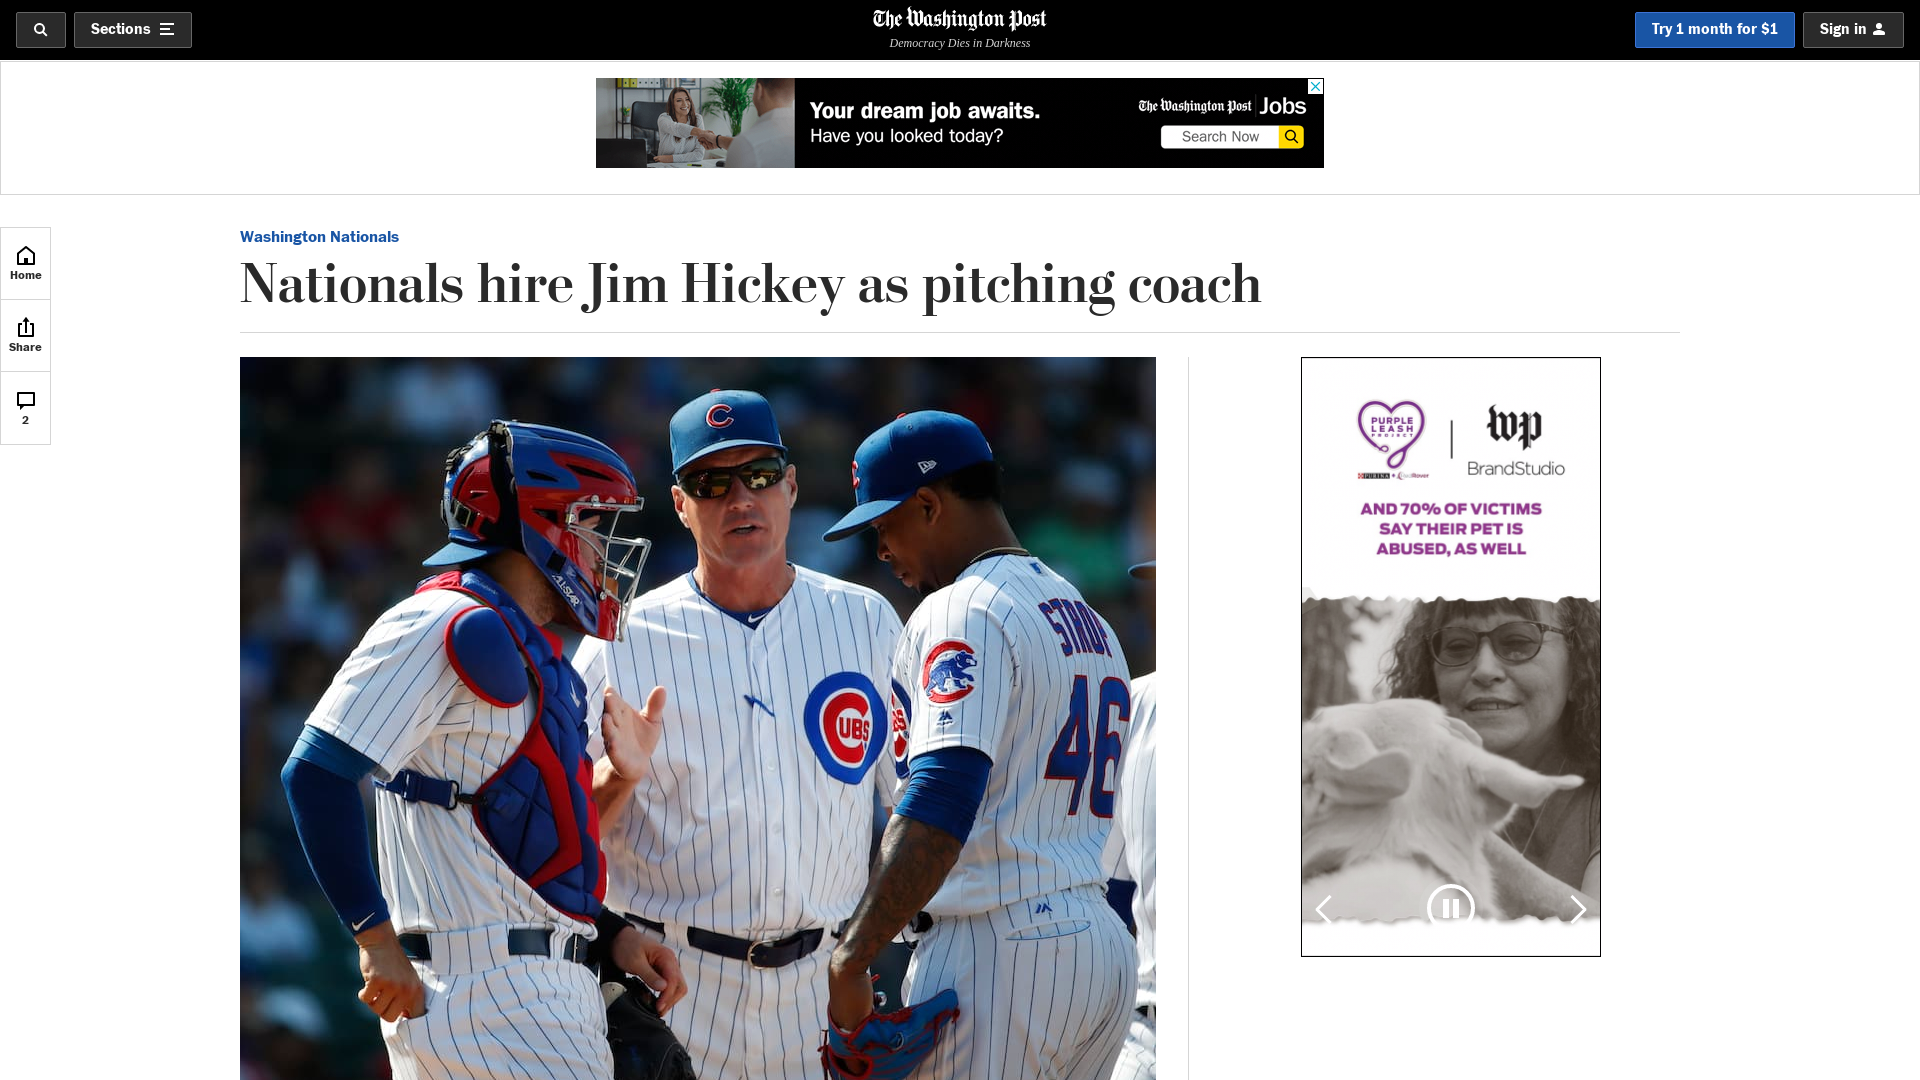 Sections
The Washington Post
Democracy Dies in Darkness
Try 1 month for $1
Sign in
Your dream job awaits.
Have you looked today?
The Washington Post Jobs
Search Now
Washington Nationals
Nationals hire Jim Hickey as pitching coach
Home
Share
2
C
ALL-STAR
UBS
STROP
46
PURPLE
LEASH
PROJECT
PURINA
wp
BrandStudio
AND 70% OF VICTIMS
SAY THEIR PET IS
ABUSED, AS WELL